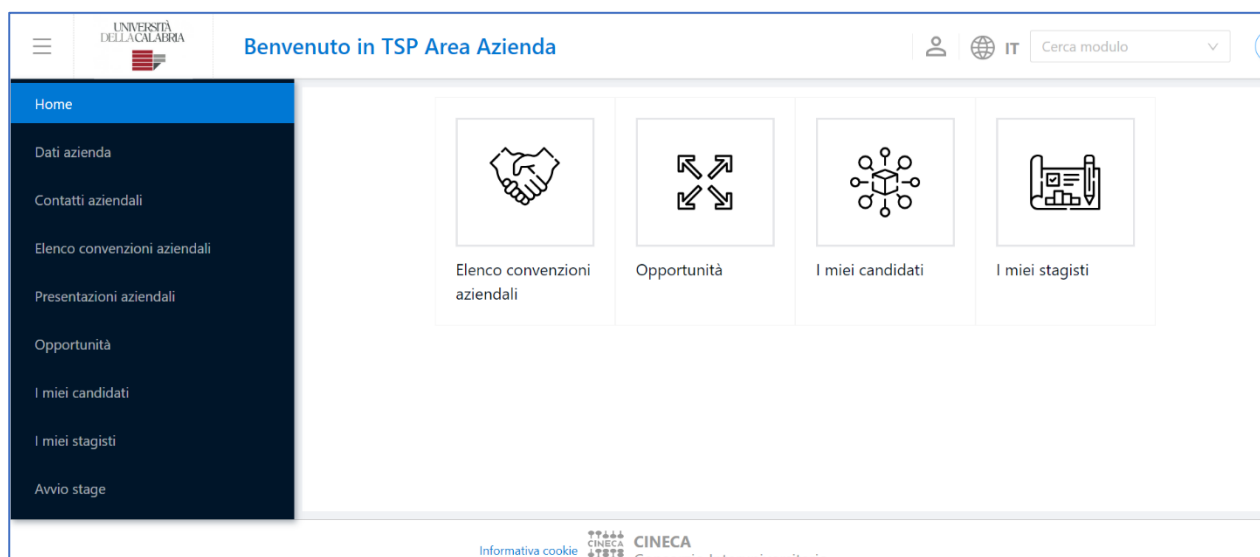 UNIVERSITÀ
DELLA CALABRIA
Benvenuto in TSP Area Azienda
IT
Cerca modulo
Home
Dati azienda
Contatti aziendali
Elenco convenzioni aziendali
Presentazioni aziendali
Opportunità
I miei candidati
I miei stagisti
Avvio stage
Elenco convenzioni
aziendali
Opportunità
I miei candidati
I miei stagisti
Informativa cookie
CINECA
CINECA